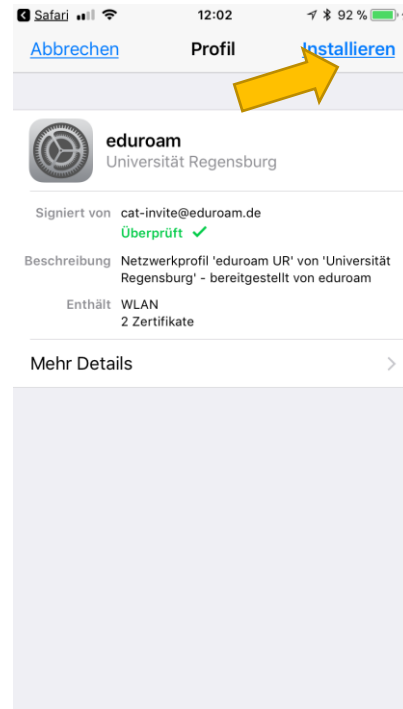 Safari 12:02 92 %
Abbrechen Profil Installieren
eduroam
Universität Regensburg
Signiert von cat-invite@eduroam.de
Überprüft ✓
Beschreibung Netzwerkprofil 'eduroam UR' von 'Universität
Regensburg' - bereitgestellt von eduroam
Enthält WLAN
2 Zertifikate
Mehr Details